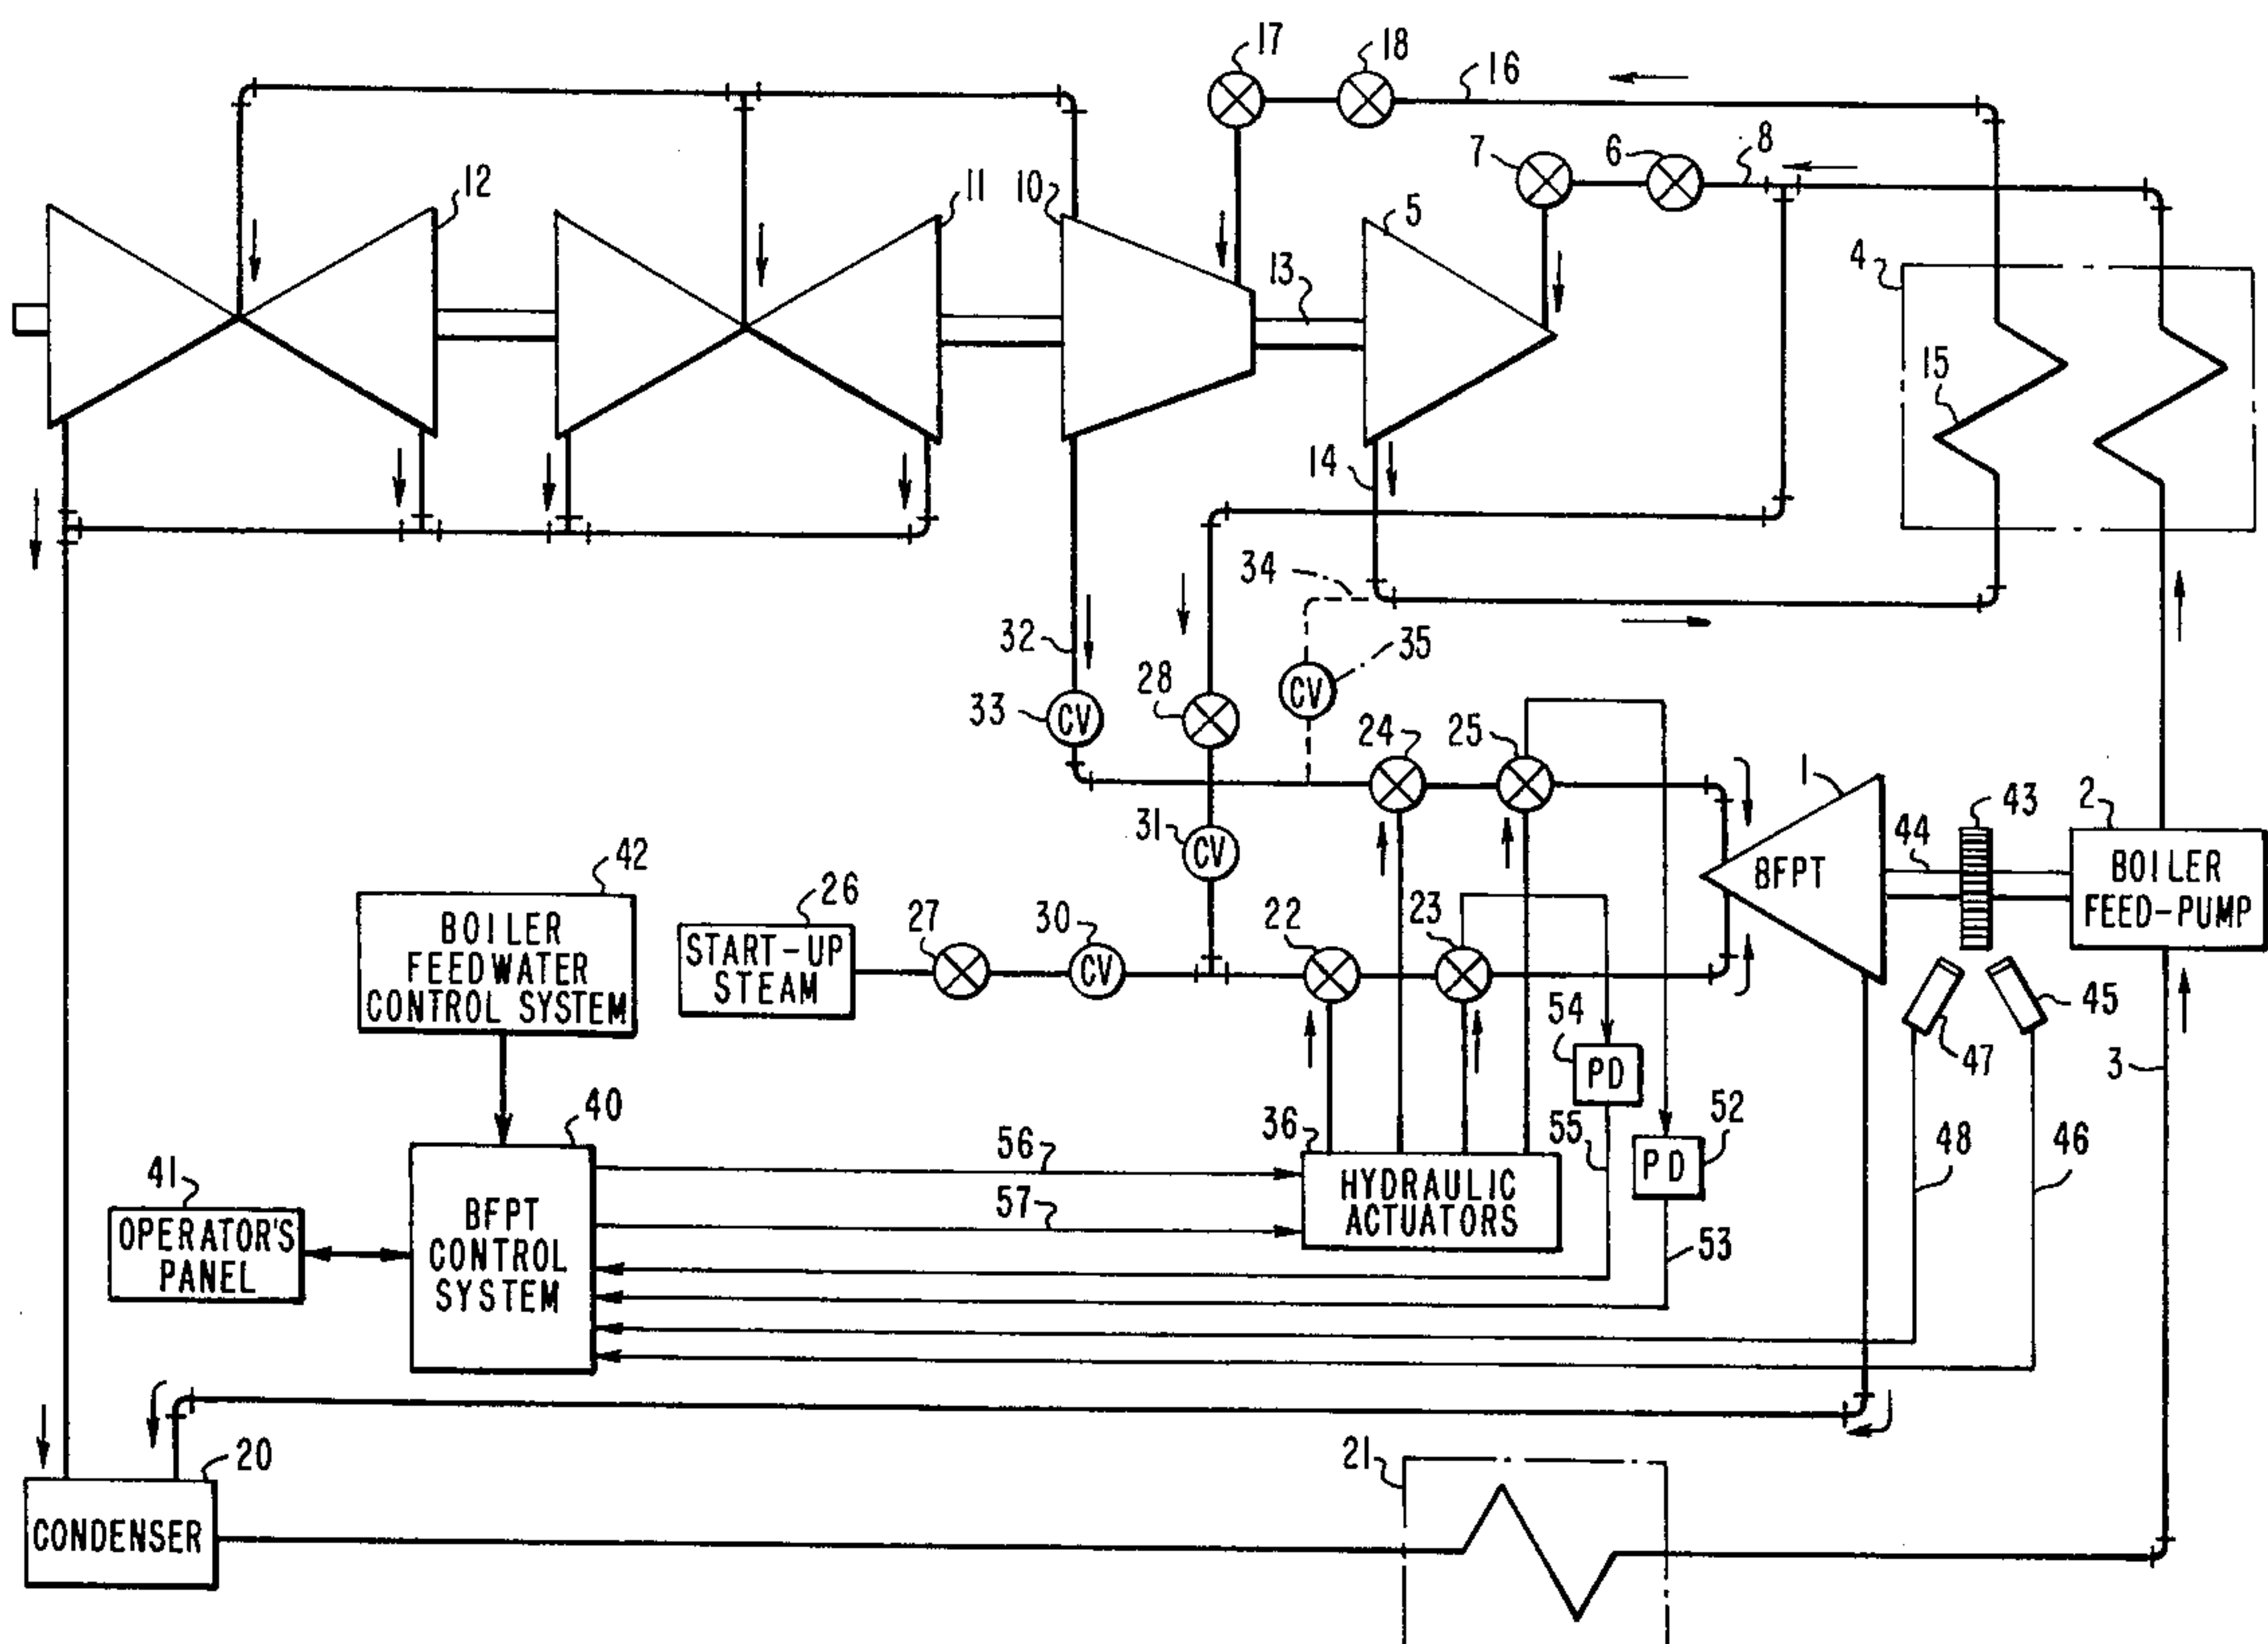 17
18
16
7
6
8
12
11
10
5
13
4
15
14
34
32
35
28
33
24
25
1
43
2
CV
CV
31
CV
44
BFPT
BOILER
FEED-PUMP
42
BOILER
FEEDWATER
CONTROL SYSTEM
26
START-UP
STEAM
27
30
CV
22
23
54
PD
47
45
3
40
56
36
55
52
PD
48
46
41
OPERATOR'S
PANEL
BFPT
CONTROL
SYSTEM
57
HYDRAULIC
ACTUATORS
53
20
CONDENSER
21